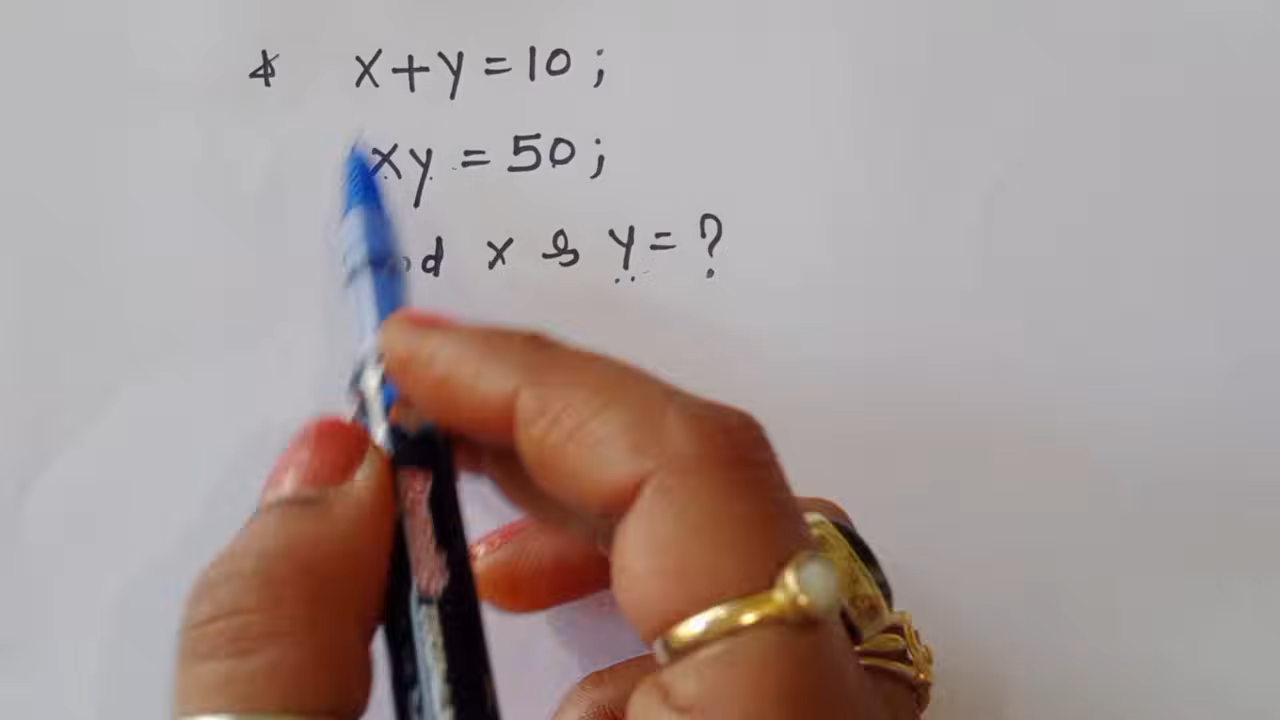 * x+y=10;
xy=50;
x & y=?